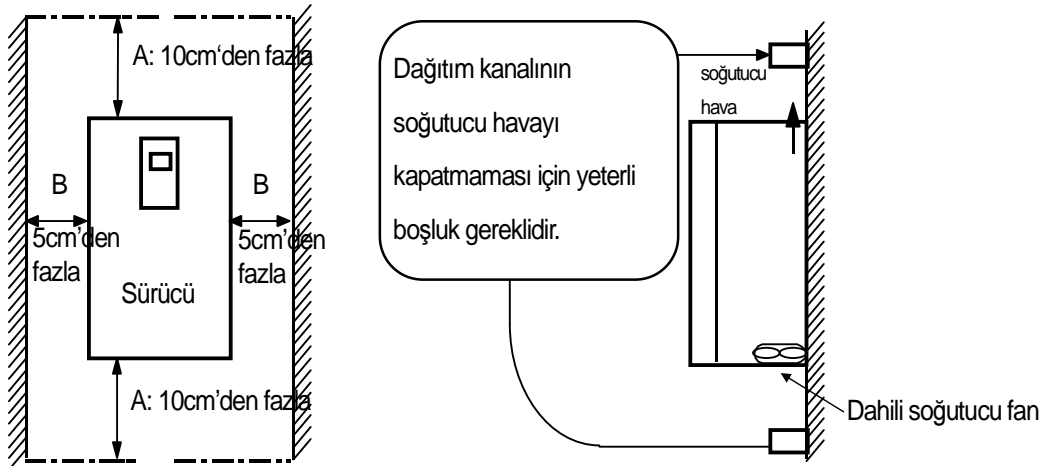 A: 10cm‘den fazla
B
B
5cm’den
fazla
5cm’den
fazla
Sürücü
A: 10cm’den fazla
Dağıtım kanalının
soğutucu havayı
kapatmaması için yeterli
boşluk gereklidir.
soğutucu
hava
Dahili soğutucu fan